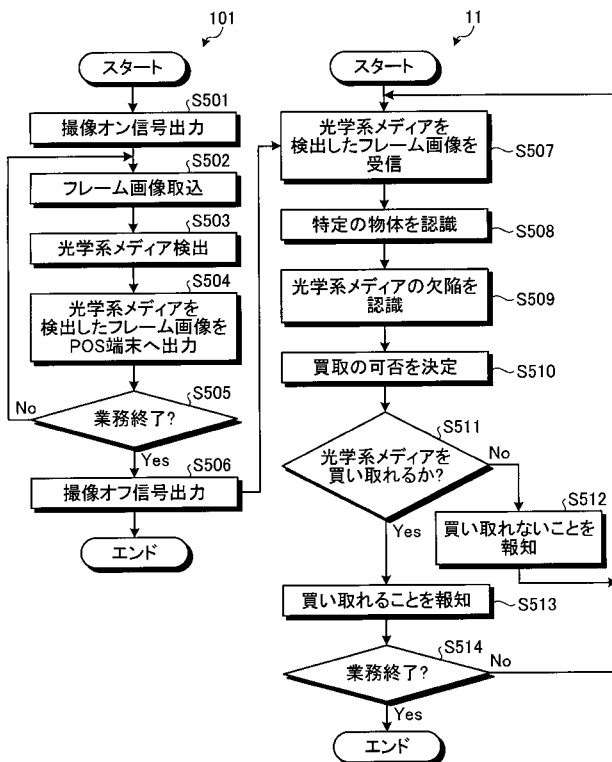 101
スタート
S501
撮像オン信号出力
S502
フレーム画像取込
S503
光学系メディア検出
S504
光学系メディアを
検出したフレーム画像を
POS端末へ出力
S505
業務終了?
No
Yes
S506
撮像オフ信号出力
エンド
11
スタート
光学系メディアを
検出したフレーム画像を
受信
S507
特定の物体を認識
S508
光学系メディアの欠陥を
認識
S509
買取の可否を決定
S510
S511
光学系メディアを
買い取れるか?
No
Yes
S512
買い取れないことを
報知
買い取れることを報知
S513
S514
業務終了?
No
Yes
エンド